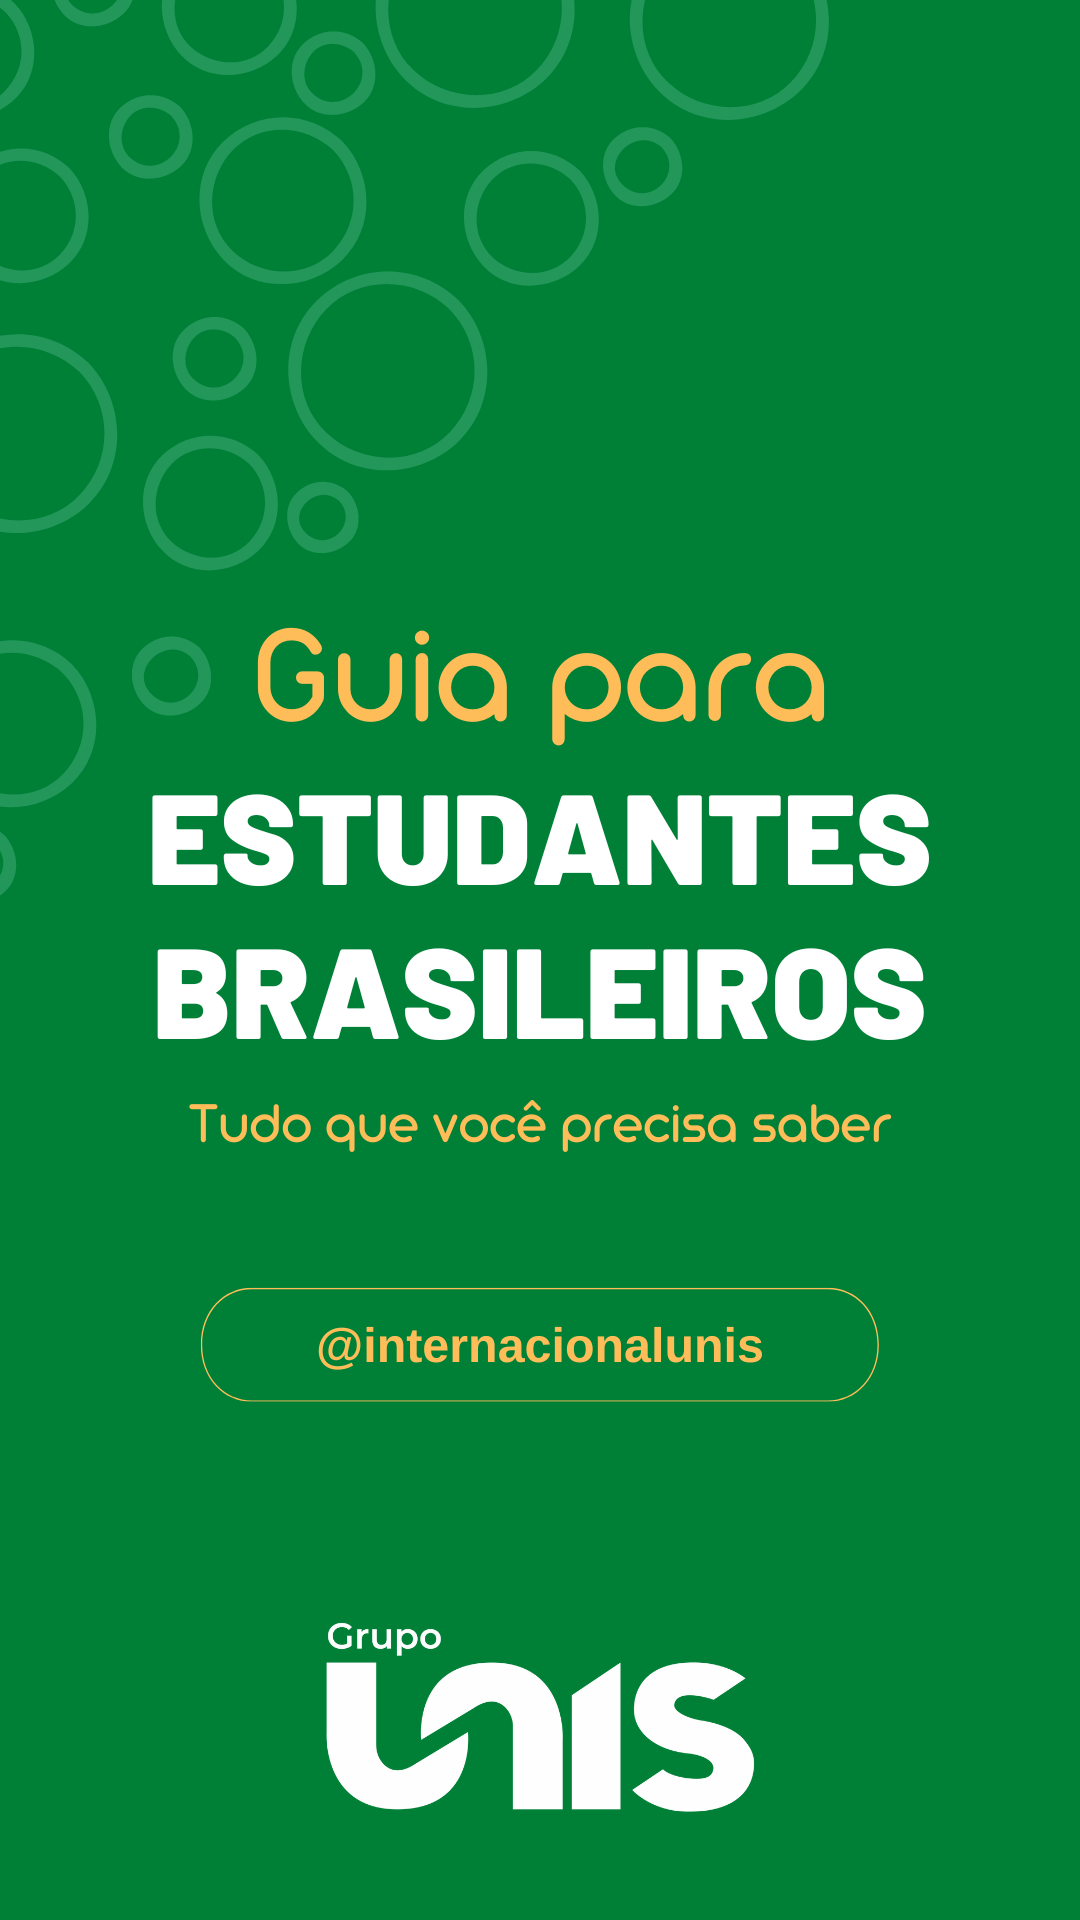 Guia para
ESTUDANTES
BRASILEIROS
Tudo que você precisa saber
@internacionalunis
Grupo
UNIS